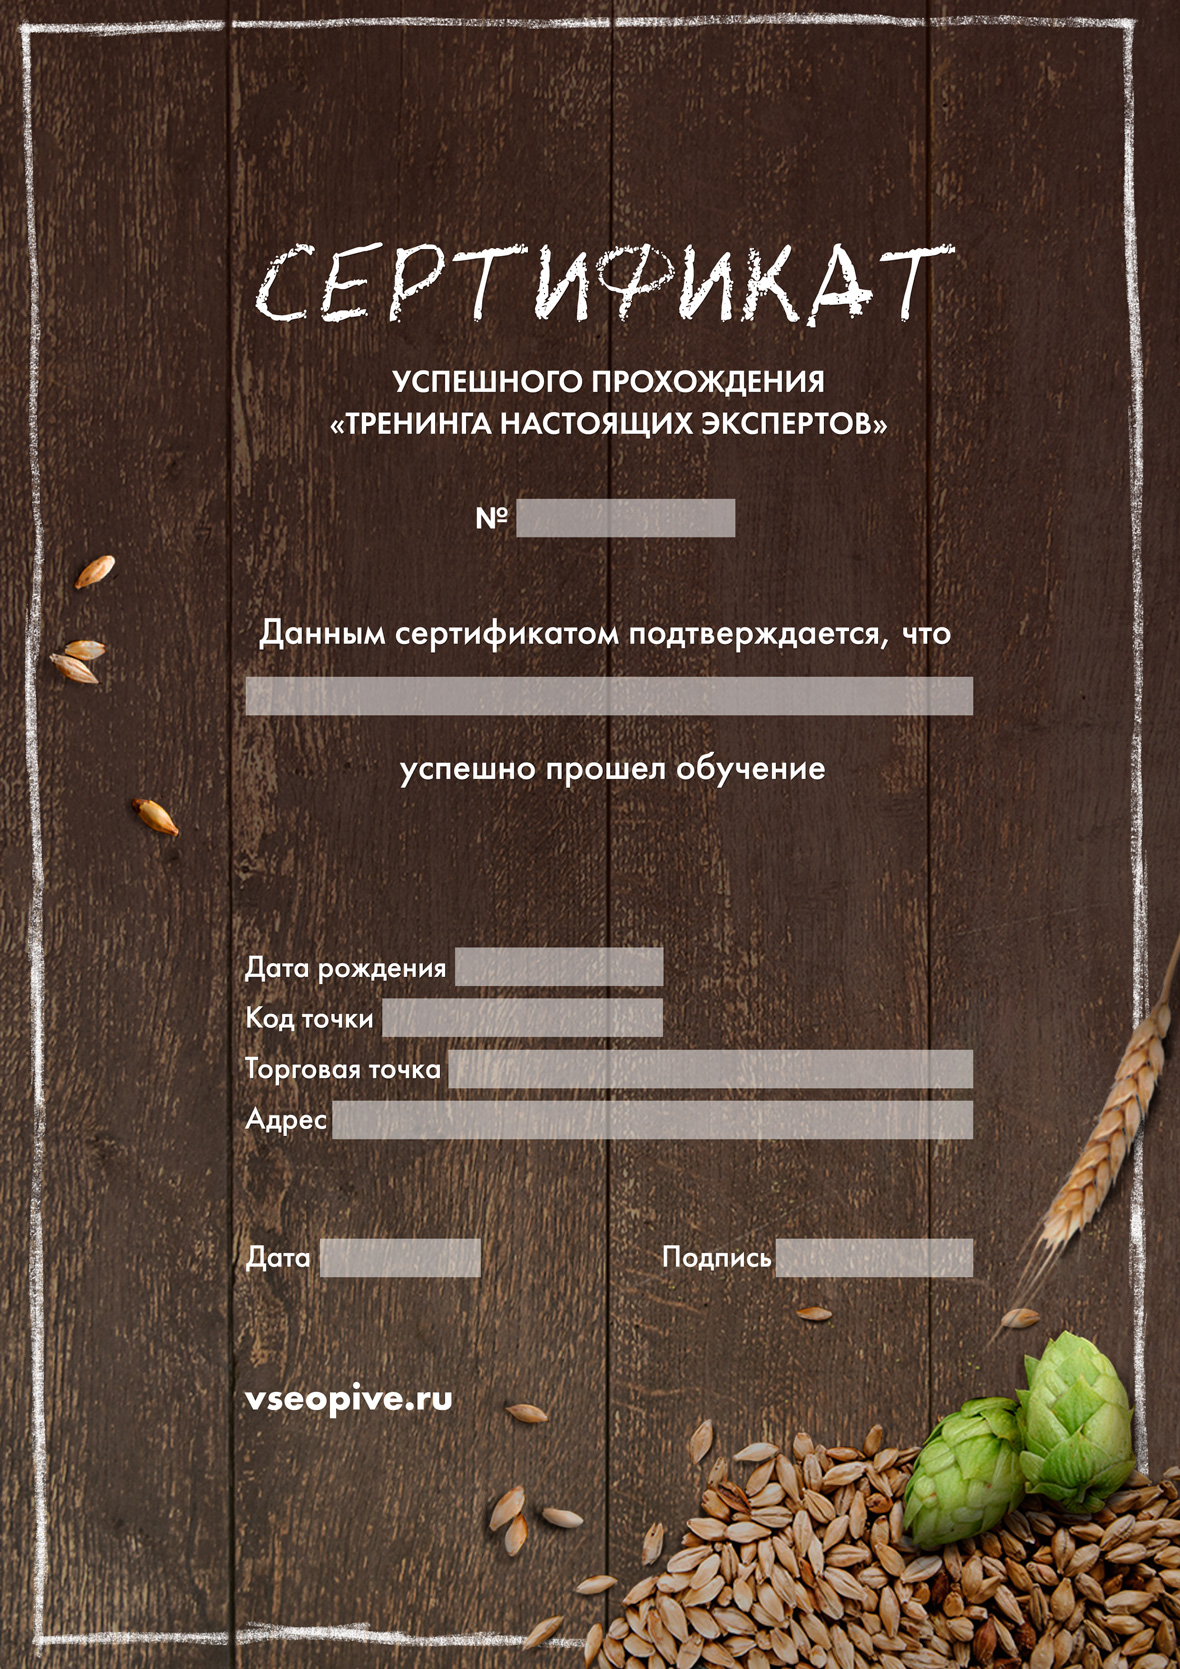 СЕРТИФИКАТ
УСПЕШНОГО ПРОХОЖДЕНИЯ
«ТРЕНИНГА НАСТОЯЩИХ ЭКСПЕРТОВ»
№
Данным сертификатом подтверждается, что
успешно прошел обучение
Дата рождения
Код точки
Торговая точка
Адрес
Дата Подпись
vseopive.ru